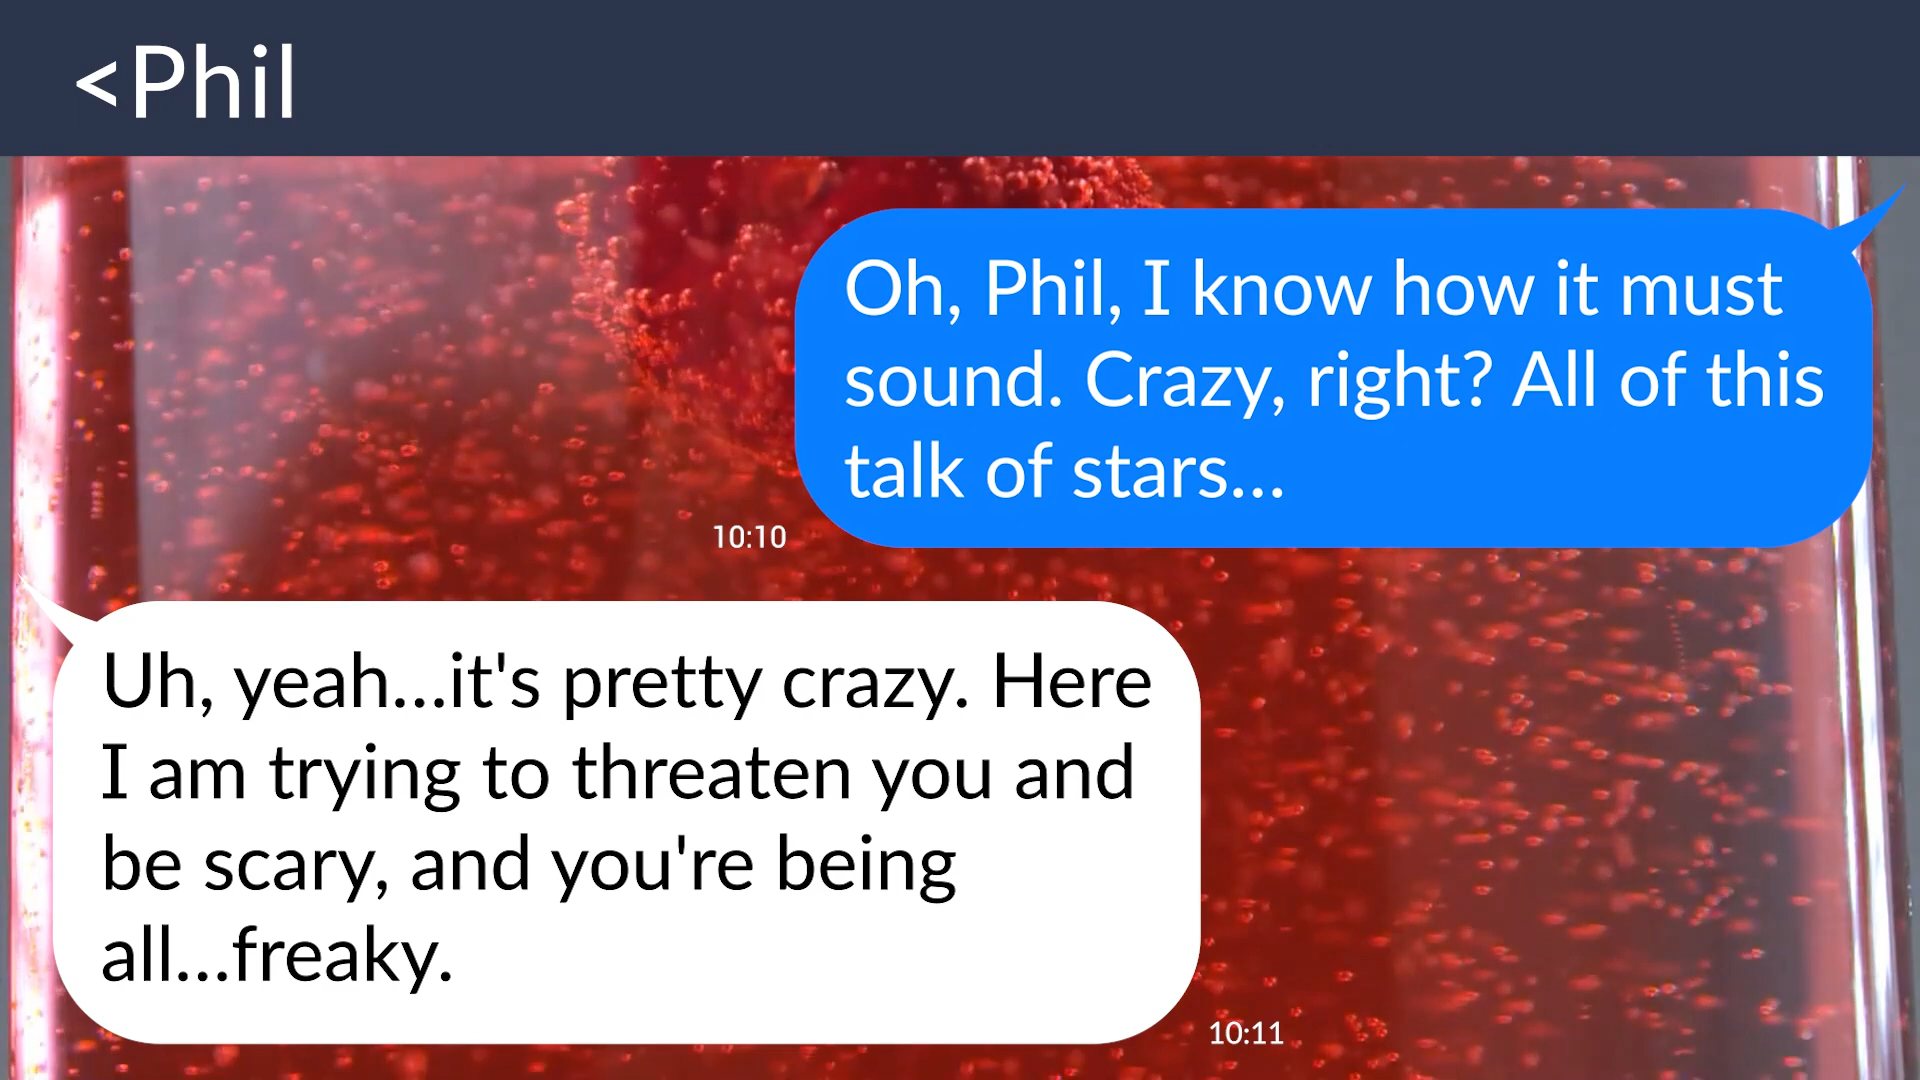 <Phil
Oh, Phil, I know how it must
sound. Crazy, right? All of this
talk of stars...
10:10
Uh, yeah...it's pretty crazy. Here
I am trying to threaten you and
be scary, and you're being
all...freaky.
10:11